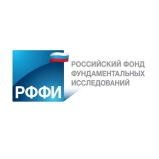 РФФИ
РОССИЙСКИЙ ФОНД
ФУНДАМЕНТАЛЬНЫХ
ИССЛЕДОВАНИЙ